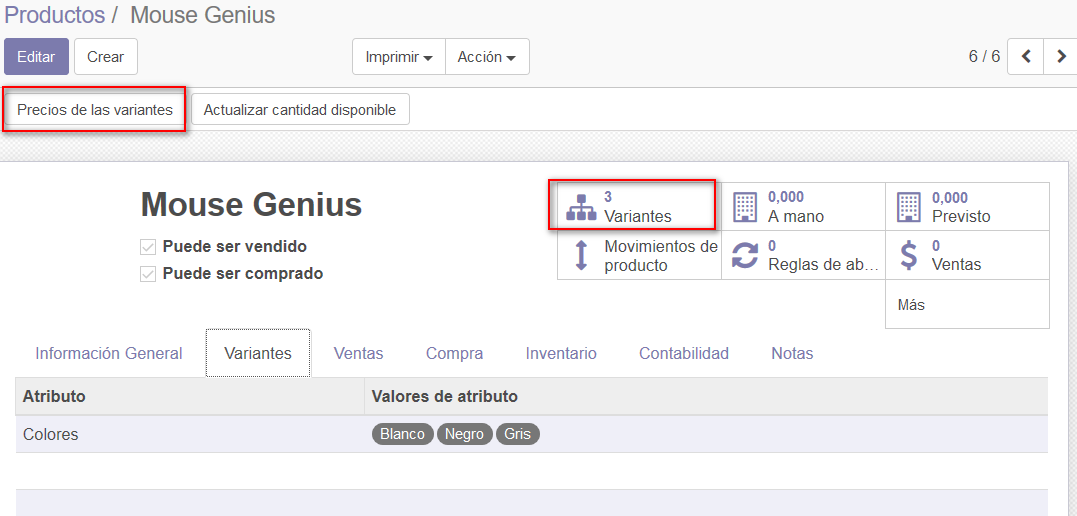 Productos / Mouse Genius
Editar Crear Imprimir Acción 6 / 6
Precios de las variantes Actualizar cantidad disponible
Mouse Genius
Puede ser vendido
Puede ser comprado
3 Variantes
0,000 A mano
0,000 Previsto
Movimientos de producto
0 Reglas de ab...
0 Ventas
Más
Información General Variantes Ventas Compra Inventario Contabilidad Notas
Atributo Valores de atributo
Colores Blanco Negro Gris